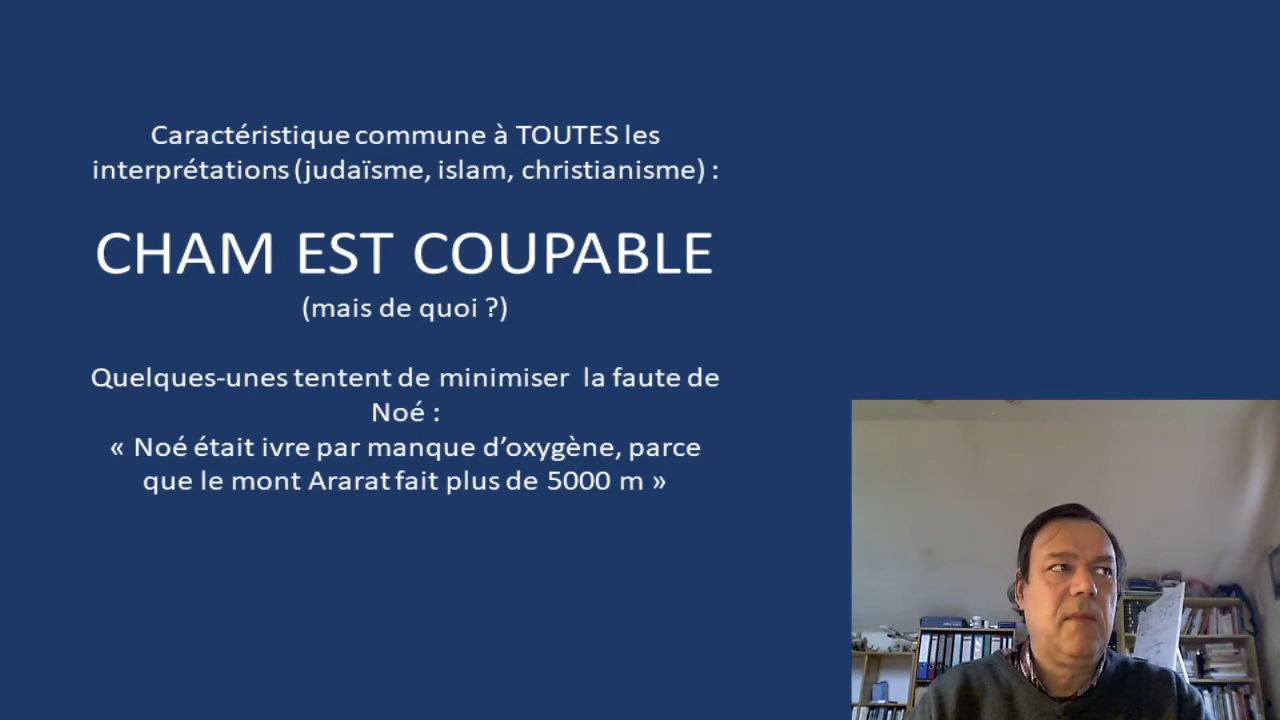 Caractéristique commune à TOUTES les
interprétations (judaïsme, islam, christianisme) :
CHAM EST COUPABLE
(mais de quoi ?)
Quelques-unes tentent de minimiser la faute de
Noé :
« Noé était ivre par manque d’oxygène, parce
que le mont Ararat fait plus de 5000 m »